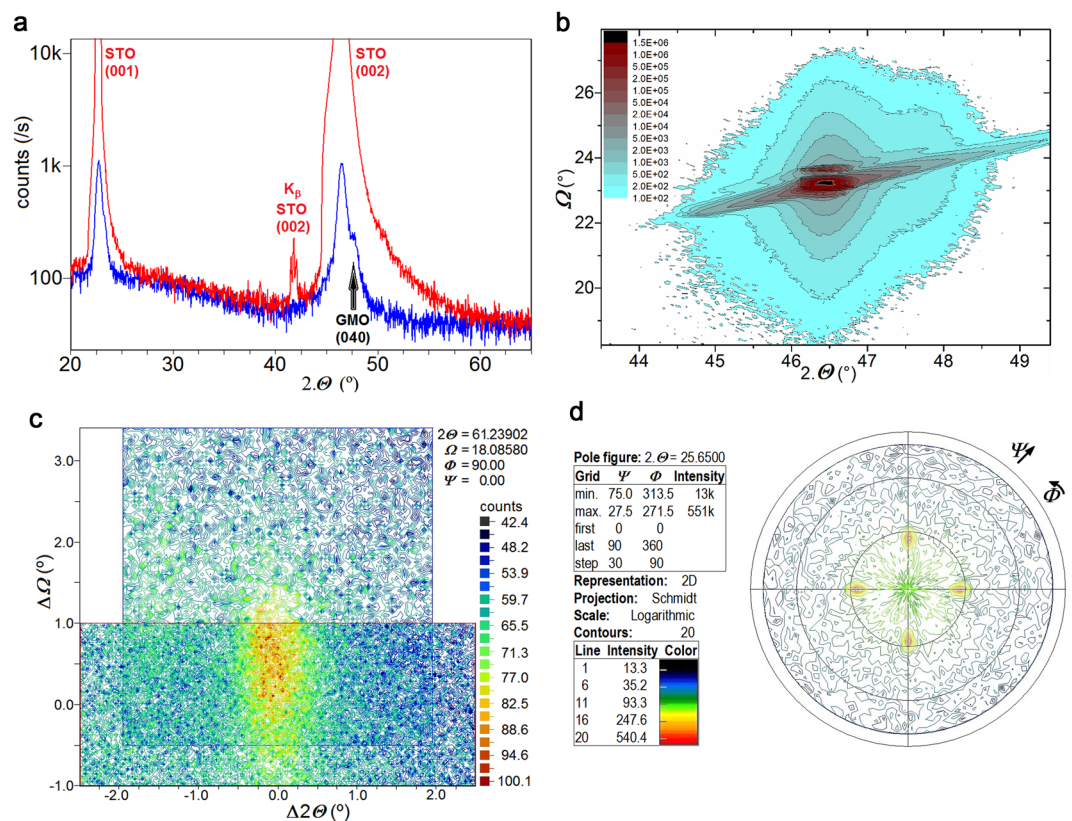 a
10k
1k
100
counts (/s)
STO
(001)
STO
(002)
Kβ
STO
(002)
GMO
(040)
20 30 40 50 60
2.Θ (º)
b
1.5E+06
1.0E+06
5.0E+05
2.0E+05
1.0E+05
5.0E+04
2.0E+04
1.0E+04
5.0E+03
2.0E+03
1.0E+03
5.0E+02
2.0E+02
1.0E+02
26
24
22
20
Ω (°)
44 45 46 47 48 49
2.Θ (°)
c
2Θ = 61.23902
Ω = 18.08580
Φ = 90.00
Ψ = 0.00
counts
42.4
48.2
53.9
59.7
65.5
71.3
77.0
82.5
88.6
94.6
100.1
3.0
2.0
1.0
0.0
-1.0
ΔΩ (º)
-2.0 -1.0 0.0 1.0 2.0
Δ2Θ (º)
d
Pole figure: 2.Θ = 25.6500
Grid Ψ Φ Intensity
min. 75.0 313.5 13k
max. 27.5 271.5 551k
first 0 0
last 90 360
step 30 90
Representation: 2D
Projection: Schmidt
Scale: Logarithmic
Contours: 20
Line Intensity Color
1 13.3
6 35.2
11 93.3
16 247.6
20 540.4
Ψ
Φ